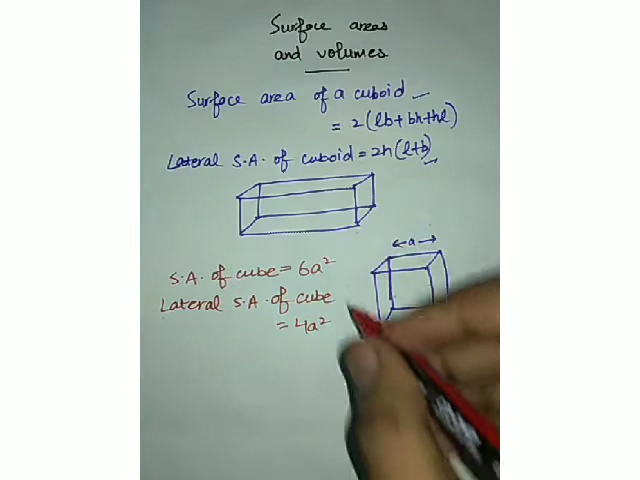 Surface areas
and volumes
Surface area of a cuboid –
= 2(lb+bh+hl)
Lateral S.A. of cuboid = 2h(l+b)
a
S.A. of cube = 6a²
Lateral S.A. of cube
= 4a²